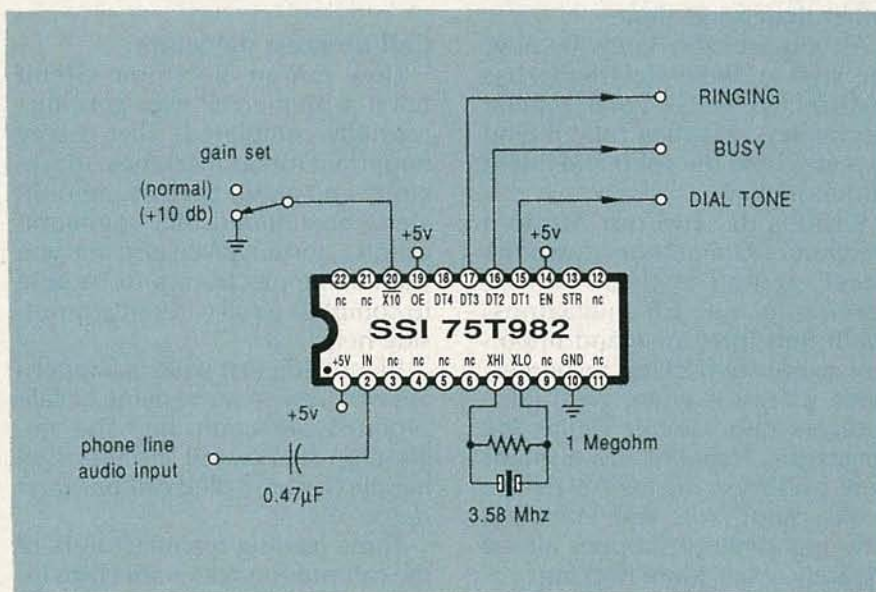 RINGING
BUSY
DIAL TONE
gain set
(normal)
(+10 db)
+5v
+5v
22 21 20 19 18 17 16 15 14 13 12
nc nc X10 OE DT4 DT3 DT2 DT1 EN STR nc
SSI 75T982
+5V IN nc nc nc nc XHI XLO nc GND nc
1 2 3 4 5 6 7 8 9 10 11
+5v
phone line
audio input
0.47µF
1 Megohm
3.58 Mhz